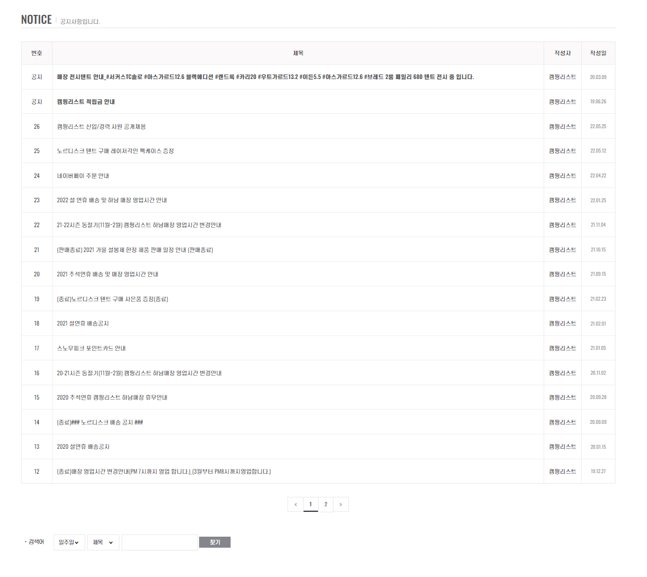 NOTICE 공지사항입니다.
번호 제목 작성자 작성일
공지 매장 전시텐트 안내_#서커스TC솔로 #아스가르드12.6 블랙에디션 #랜드록 #카리20 #우트가르드13.2 #이든5.5 #아스가르드12.6 #브레드 2룸 패밀리 600 텐트 전시 중 입니다. 캠핑리스트 20.03.09
공지 캠핑리스트 적립금 안내 캠핑리스트 19.06.26
26 캠핑리스트 신입/경력 사원 공개채용 캠핑리스트 22.05.25
25 노르디스크 텐트 구매 레이저각인 팩케이스 증정 캠핑리스트 22.05.12
24 네이버페이 주문 안내 캠핑리스트 22.04.22
23 2022 설 연휴 배송 및 하남 매장 영업시간 안내 캠핑리스트 22.01.25
22 21-22시즌 동절기(11월~2월) 캠핑리스트 하남매장 영업시간 변경안내 캠핑리스트 21.11.04
21 (판매종료) 2021 가을 설봉제 한정 제품 판매 일정 안내 (판매종료) 캠핑리스트 21.10.15
20 2021 추석연휴 배송 및 매장 영업시간 안내 캠핑리스트 21.09.15
19 (종료)노르디스크 텐트 구매 사은품 증정(종료) 캠핑리스트 21.02.23
18 2021 설연휴 배송공지 캠핑리스트 21.02.03
17 스노우피크 포인트카드 안내 캠핑리스트 21.01.05
16 20-21시즌 동절기(11월~2월) 캠핑리스트 하남매장 영업시간 변경안내 캠핑리스트 20.11.02
15 2020 추석연휴 캠핑리스트 하남매장 휴무안내 캠핑리스트 20.09.28
14 (종료)### 노르디스크 배송 공지 ### 캠핑리스트
13 2020 설연휴 배송공지 캠핑리스트 20.01.15
12 (종료)매장 영업시간 변경안내(PM 7시까지 영업 합니다.), (3월부터 PM8시까지영업합니다.) 캠핑리스트 19.12.27
< 1 2 >
· 검색어 일주일 제목 찾기